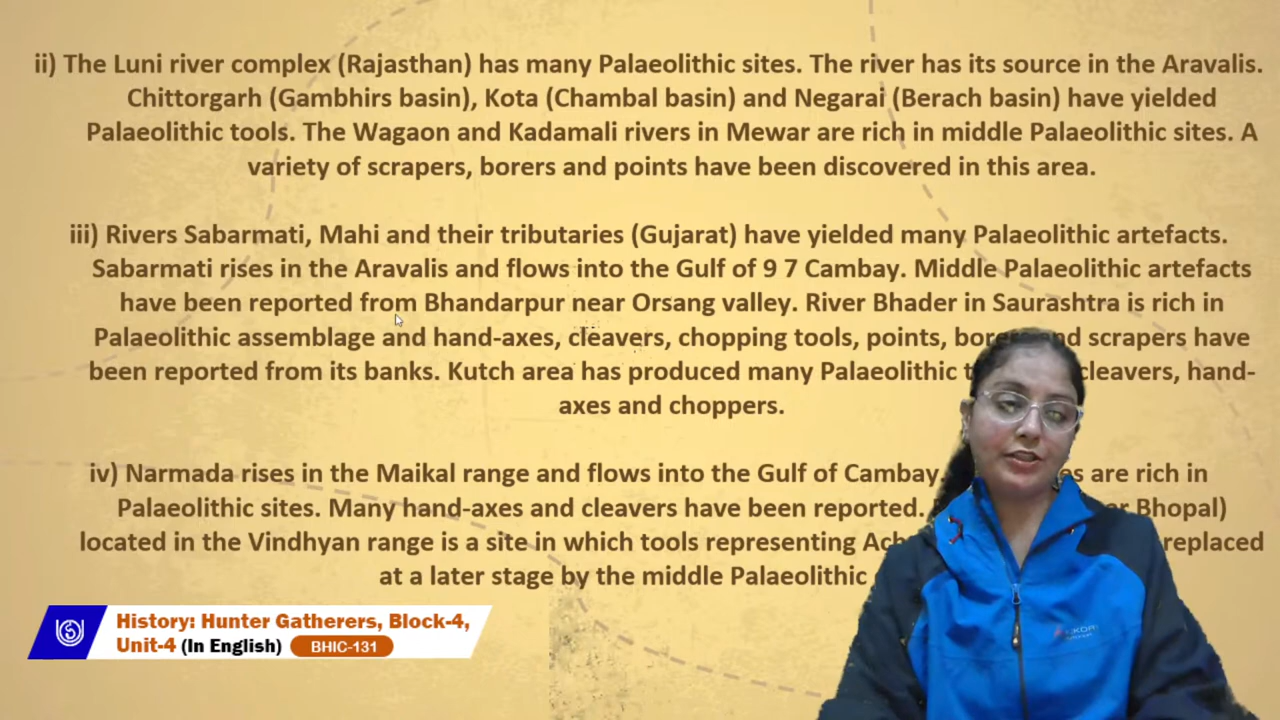 ii) The Luni river complex (Rajasthan) has many Palaeolithic sites. The river has its source in the Aravalis.
Chittorgarh (Gambhirs basin), Kota (Chambal basin) and Negarai (Berach basin) have yielded
Palaeolithic tools. The Wagaon and Kadamali rivers in Mewar are rich in middle Palaeolithic sites. A
variety of scrapers, borers and points have been discovered in this area.
iii) Rivers Sabarmati, Mahi and their tributaries (Gujarat) have yielded many Palaeolithic artefacts.
Sabarmati rises in the Aravalis and flows into the Gulf of 9 7 Cambay. Middle Palaeolithic artefacts
have been reported from Bhandarpur near Orsang valley. River Bhader in Saurashtra is rich in
Palaeolithic assemblage and hand-axes, cleavers, chopping tools, points, and scrapers have
been reported from its banks. Kutch area has produced many Palaeolithic cleavers, hand-
axes and choppers.
iv) Narmada rises in the Maikal range and flows into the Gulf of Cambay. are rich in
Palaeolithic sites. Many hand-axes and cleavers have been reported. Bhopal)
located in the Vindhyan range is a site in which tools representing replaced
at a later stage by the middle Palaeolithic
History: Hunter Gatherers, Block-4,
Unit-4 (In English) BHIC-131